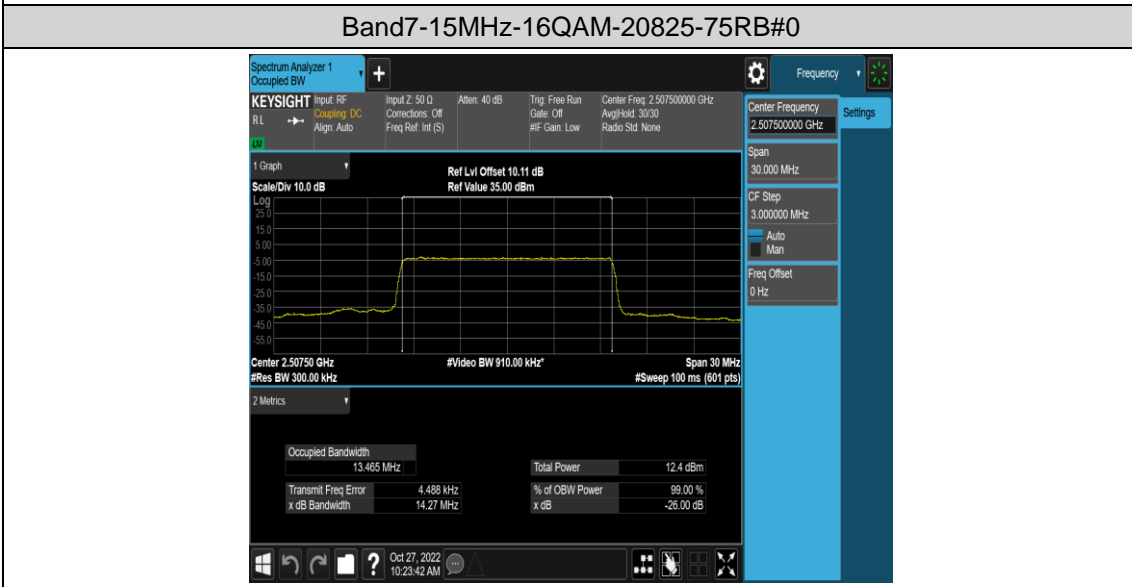 Band7-15MHz-16QAM-20825-75RB#0
Spectrum Analyzer 1
Occupied BW
+
Frequency
KEYSIGHT
RL
Input: RF
Coupling: DC
Align: Auto
Input Z: 50 Ω
Corrections: Off
Freq Ref: Int (S)
Atten: 40 dB
Trig: Free Run
Gate: Off
#IF Gain: Low
Center Freq: 2.507500000 GHz
Avg|Hold: 30/30
Radio Std: None
Center Frequency
2.507500000 GHz
Settings
Span
30.000 MHz
CF Step
3.000000 MHz
Auto
Man
Freq Offset
0 Hz
1 Graph
Scale/Div 10.0 dB
Ref Lvl Offset 10.11 dB
Ref Value 35.00 dBm
Log
25.0
15.0
5.00
-5.00
-15.0
-25.0
-35.0
-45.0
-55.0
Center 2.50750 GHz
#Video BW 910.00 kHz*
Span 30 MHz
#Res BW 300.00 kHz
#Sweep 100 ms (601 pts)
2 Metrics
Occupied Bandwidth
13.465 MHz
Total Power 12.4 dBm
Transmit Freq Error 4.488 kHz
% of OBW Power 99.00 %
x dB Bandwidth 14.27 MHz
x dB -26.00 dB
?
Oct 27, 2022
10:23:42 AM